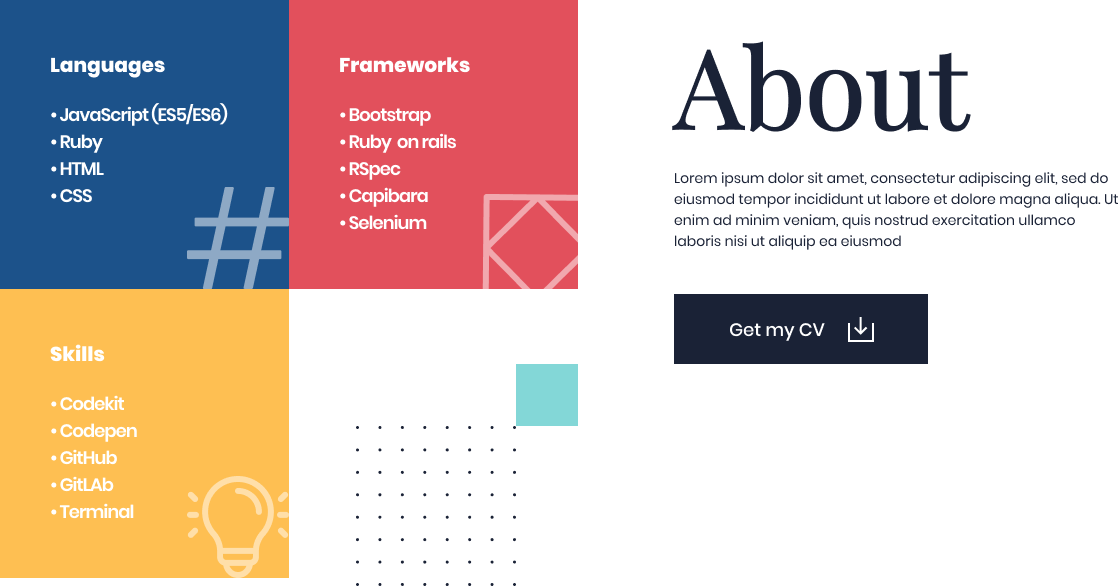 Languages
• JavaScript (ES5/ES6)
• Ruby
• HTML
• CSS
Frameworks
• Bootstrap
• Ruby on rails
• RSpec
• Capibara
• Selenium
Skills
• Codekit
• Codepen
• GitHub
• GitLAb
• Terminal
About
Lorem ipsum dolor sit amet, consectetur adipiscing elit, sed do
eiusmod tempor incididunt ut labore et dolore magna aliqua. Ut
enim ad minim veniam, quis nostrud exercitation ullamco
laboris nisi ut aliquip ea eiusmod
Get my CV